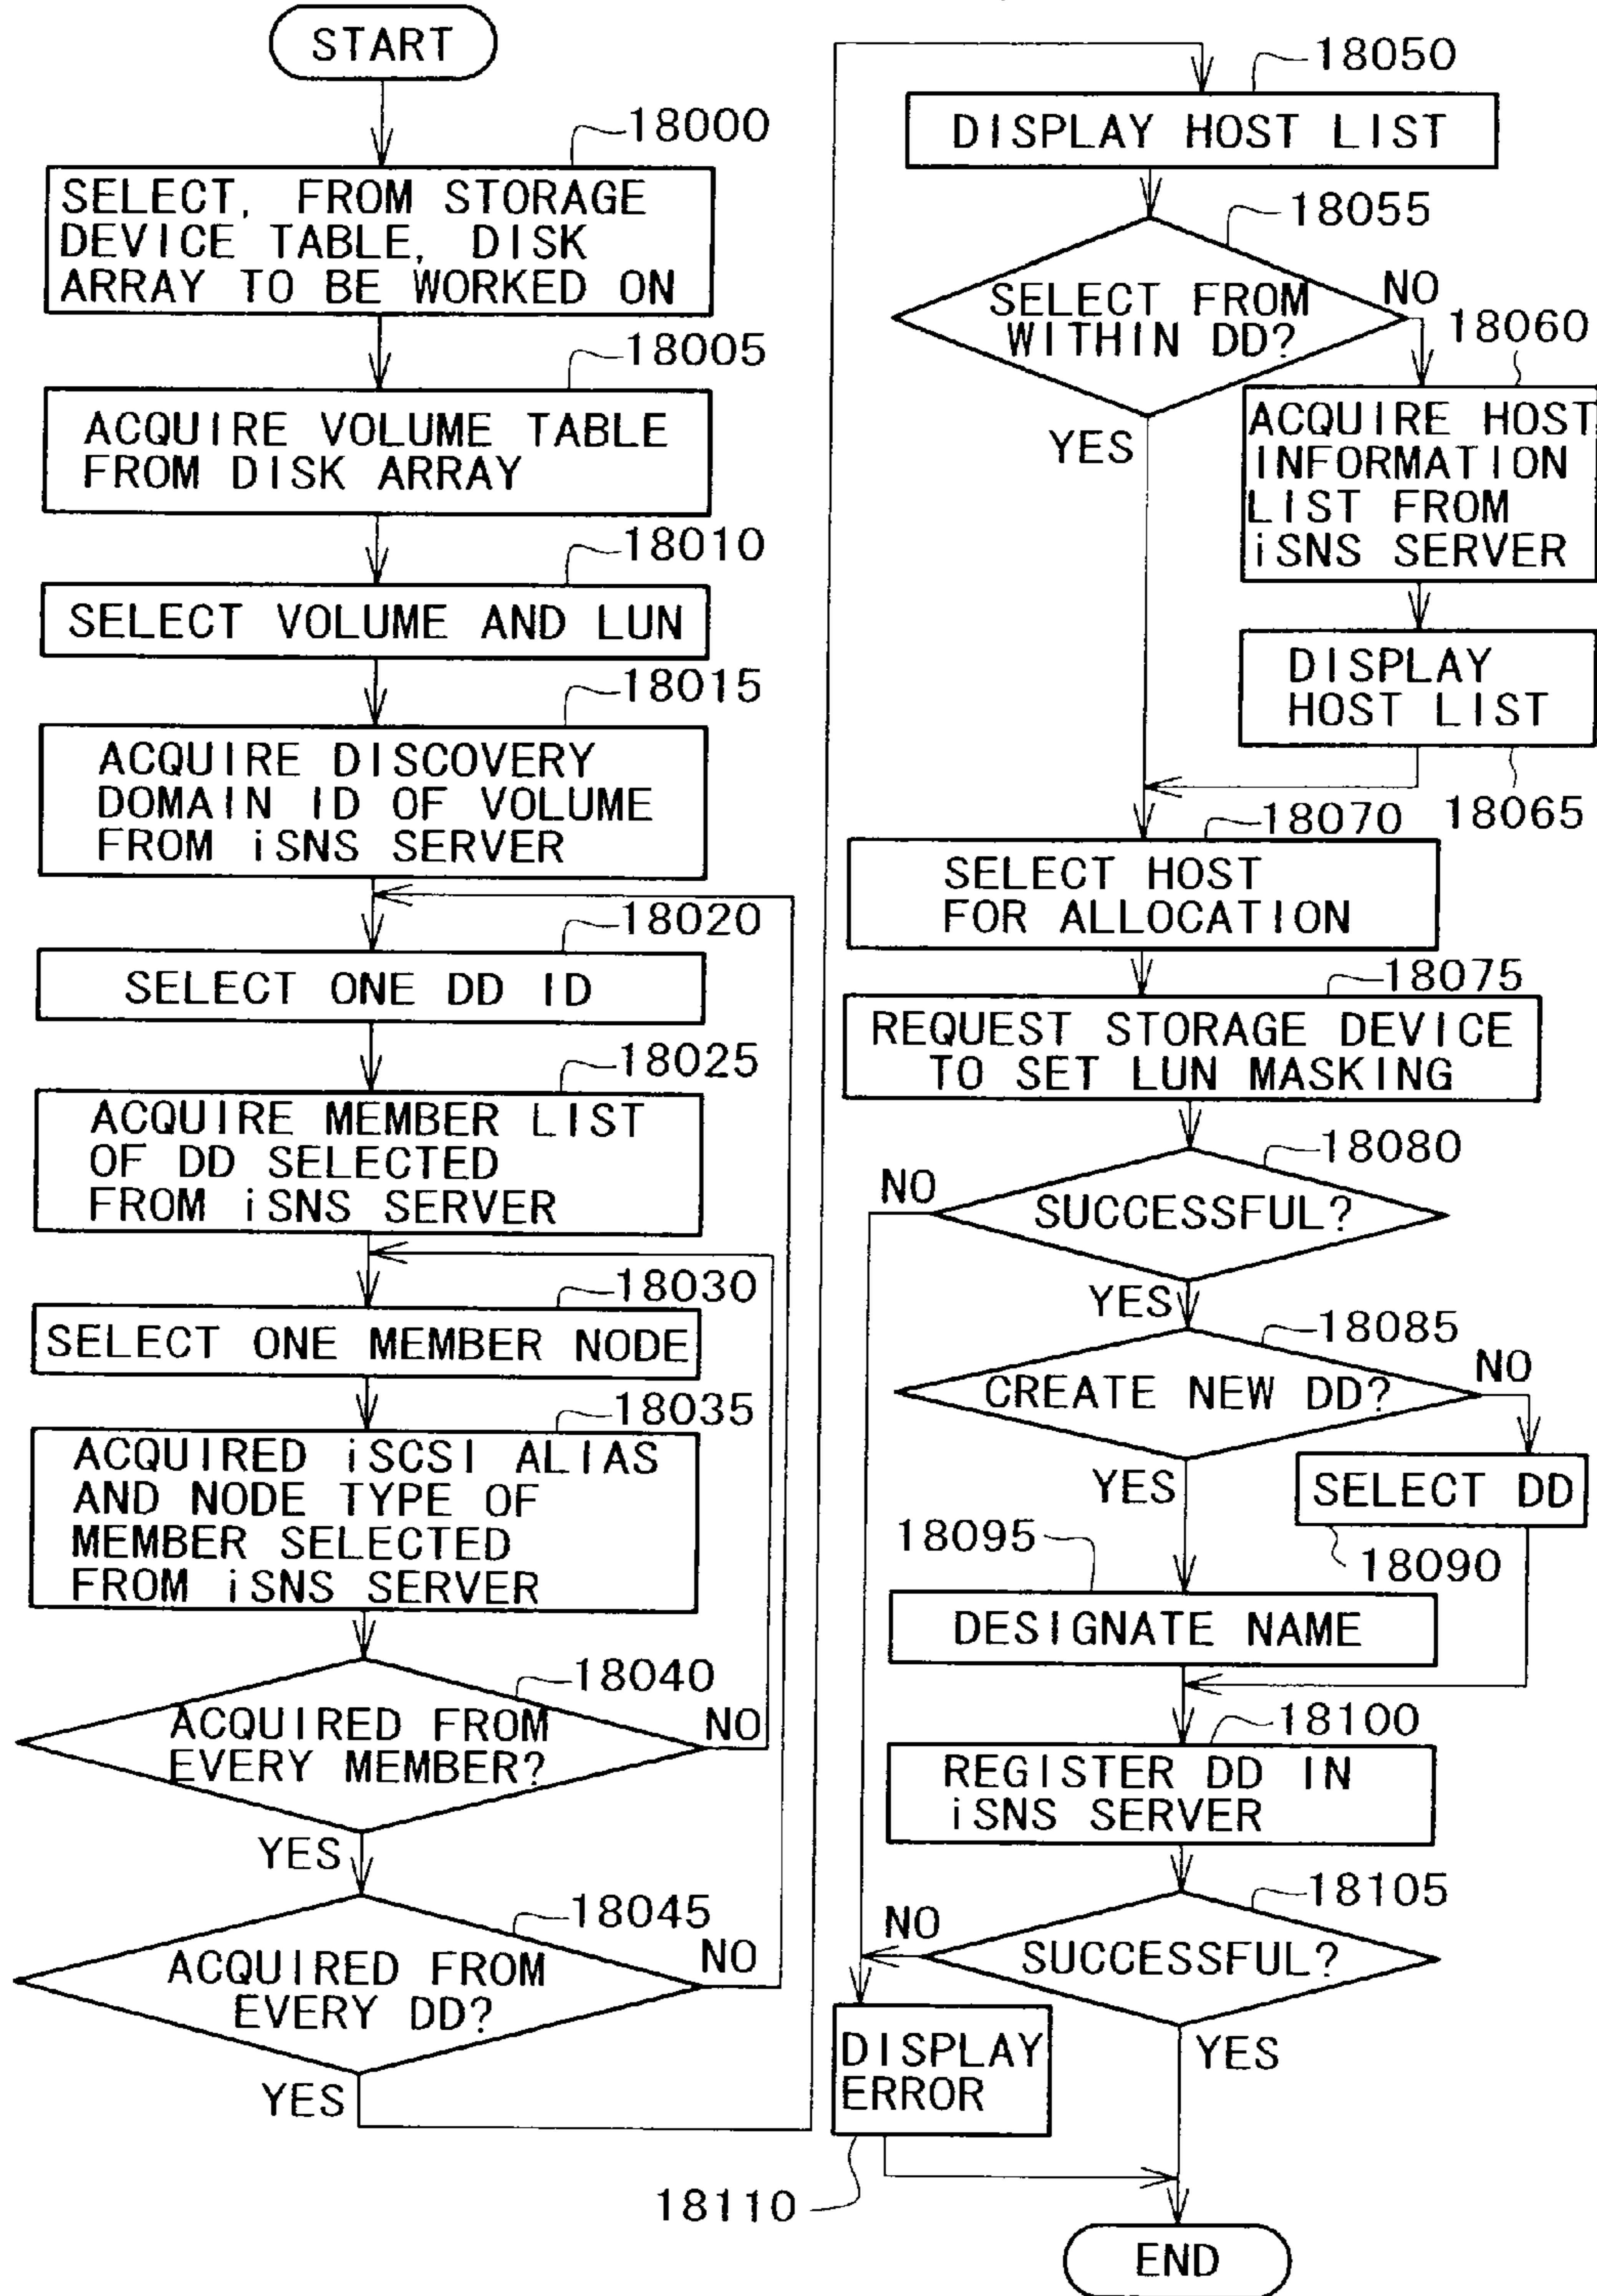 START
18000
SELECT, FROM STORAGE
DEVICE TABLE, DISK
ARRAY TO BE WORKED ON
18005
ACQUIRE VOLUME TABLE
FROM DISK ARRAY
18010
SELECT VOLUME AND LUN
18015
ACQUIRE DISCOVERY
DOMAIN ID OF VOLUME
FROM iSNS SERVER
18020
SELECT ONE DD ID
18025
ACQUIRE MEMBER LIST
OF DD SELECTED
FROM iSNS SERVER
18030
SELECT ONE MEMBER NODE
18035
ACQUIRED iSCSI ALIAS
AND NODE TYPE OF
MEMBER SELECTED
FROM iSNS SERVER
18040
ACQUIRED FROM
EVERY MEMBER?
NO
YES
18045
ACQUIRED FROM
EVERY DD?
NO
YES
18050
DISPLAY HOST LIST
18055
SELECT FROM
WITHIN DD?
NO
YES
18060
ACQUIRE HOST
INFORMATION
LIST FROM
iSNS SERVER
DISPLAY
HOST LIST
18065
18070
SELECT HOST
FOR ALLOCATION
18075
REQUEST STORAGE DEVICE
TO SET LUN MASKING
18080
NO
SUCCESSFUL?
YES
18085
CREATE NEW DD?
NO
YES
SELECT DD
18090
18095
DESIGNATE NAME
18100
REGISTER DD IN
iSNS SERVER
18105
NO
SUCCESSFUL?
YES
DISPLAY
ERROR
18110
END